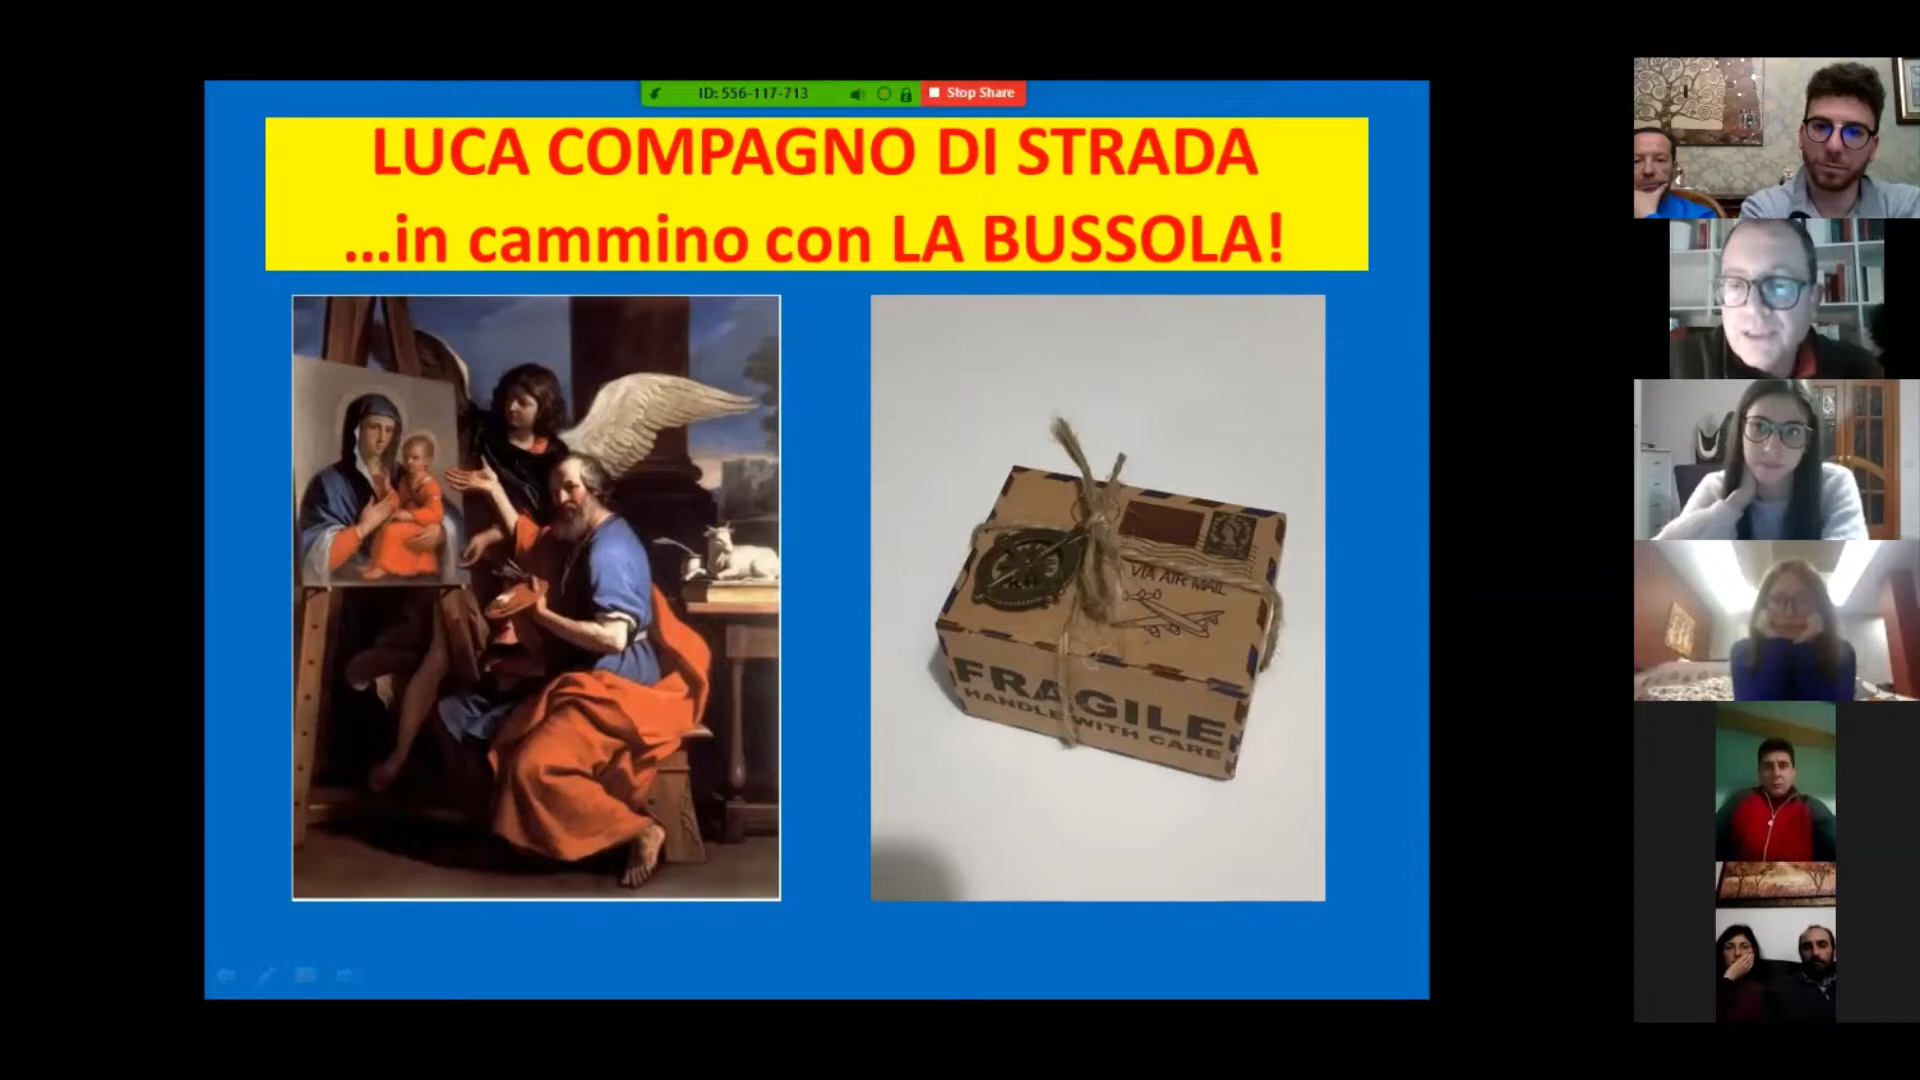 ID: 556-117-713
Stop Share
LUCA COMPAGNO DI STRADA
...in cammino con LA BUSSOLA!
VIA AIR MAIL
FRAGILE
HANDLE WITH CARE